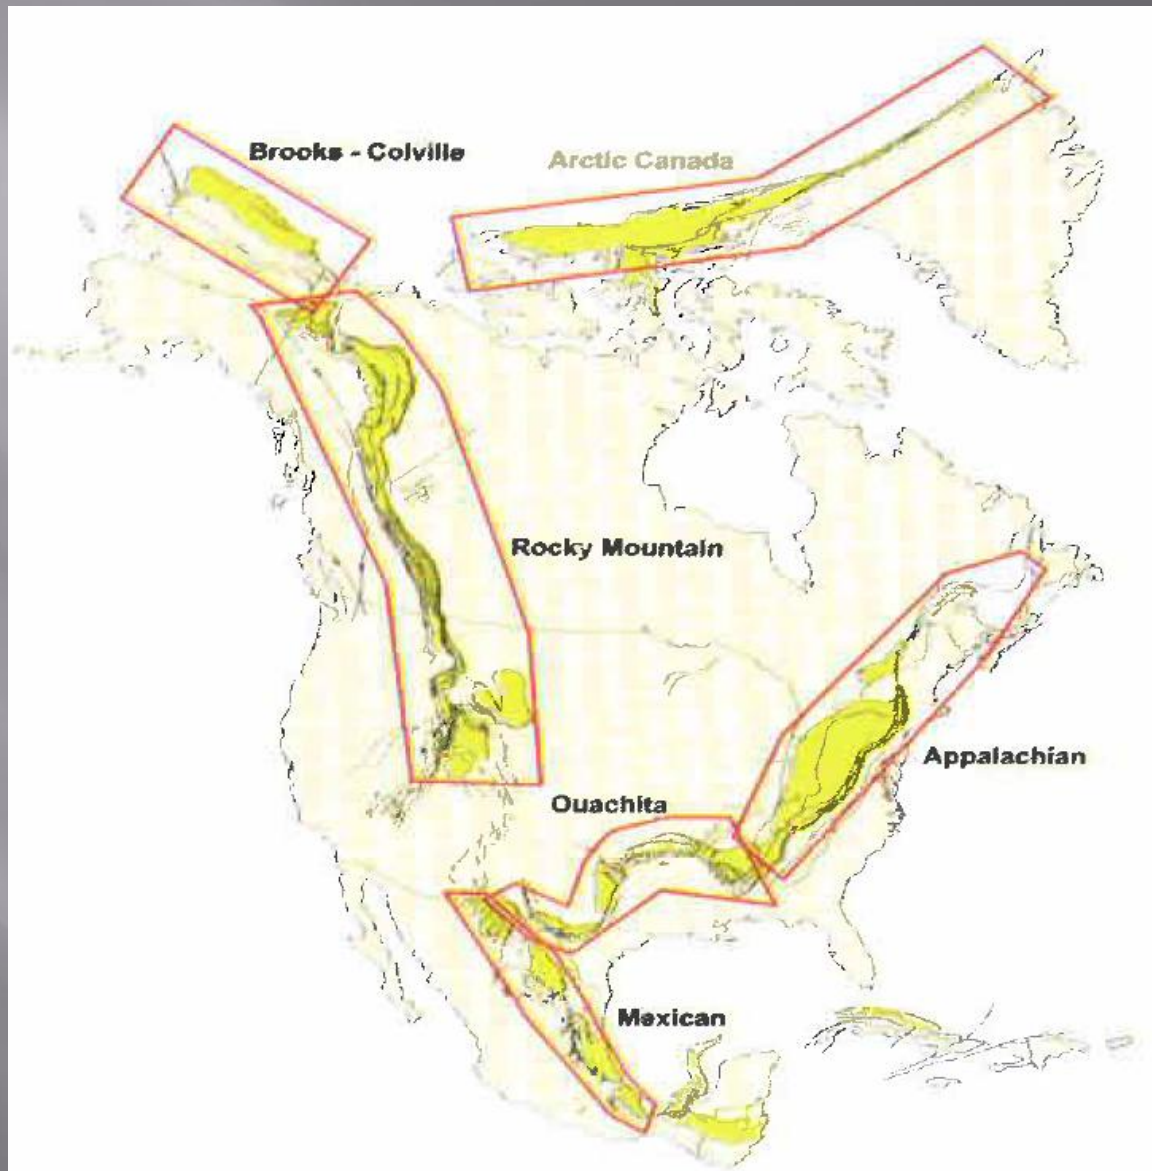 Brooks - Colville
Arctic Canada
Rocky Mountain
Appalachian
Ouachita
Mexican